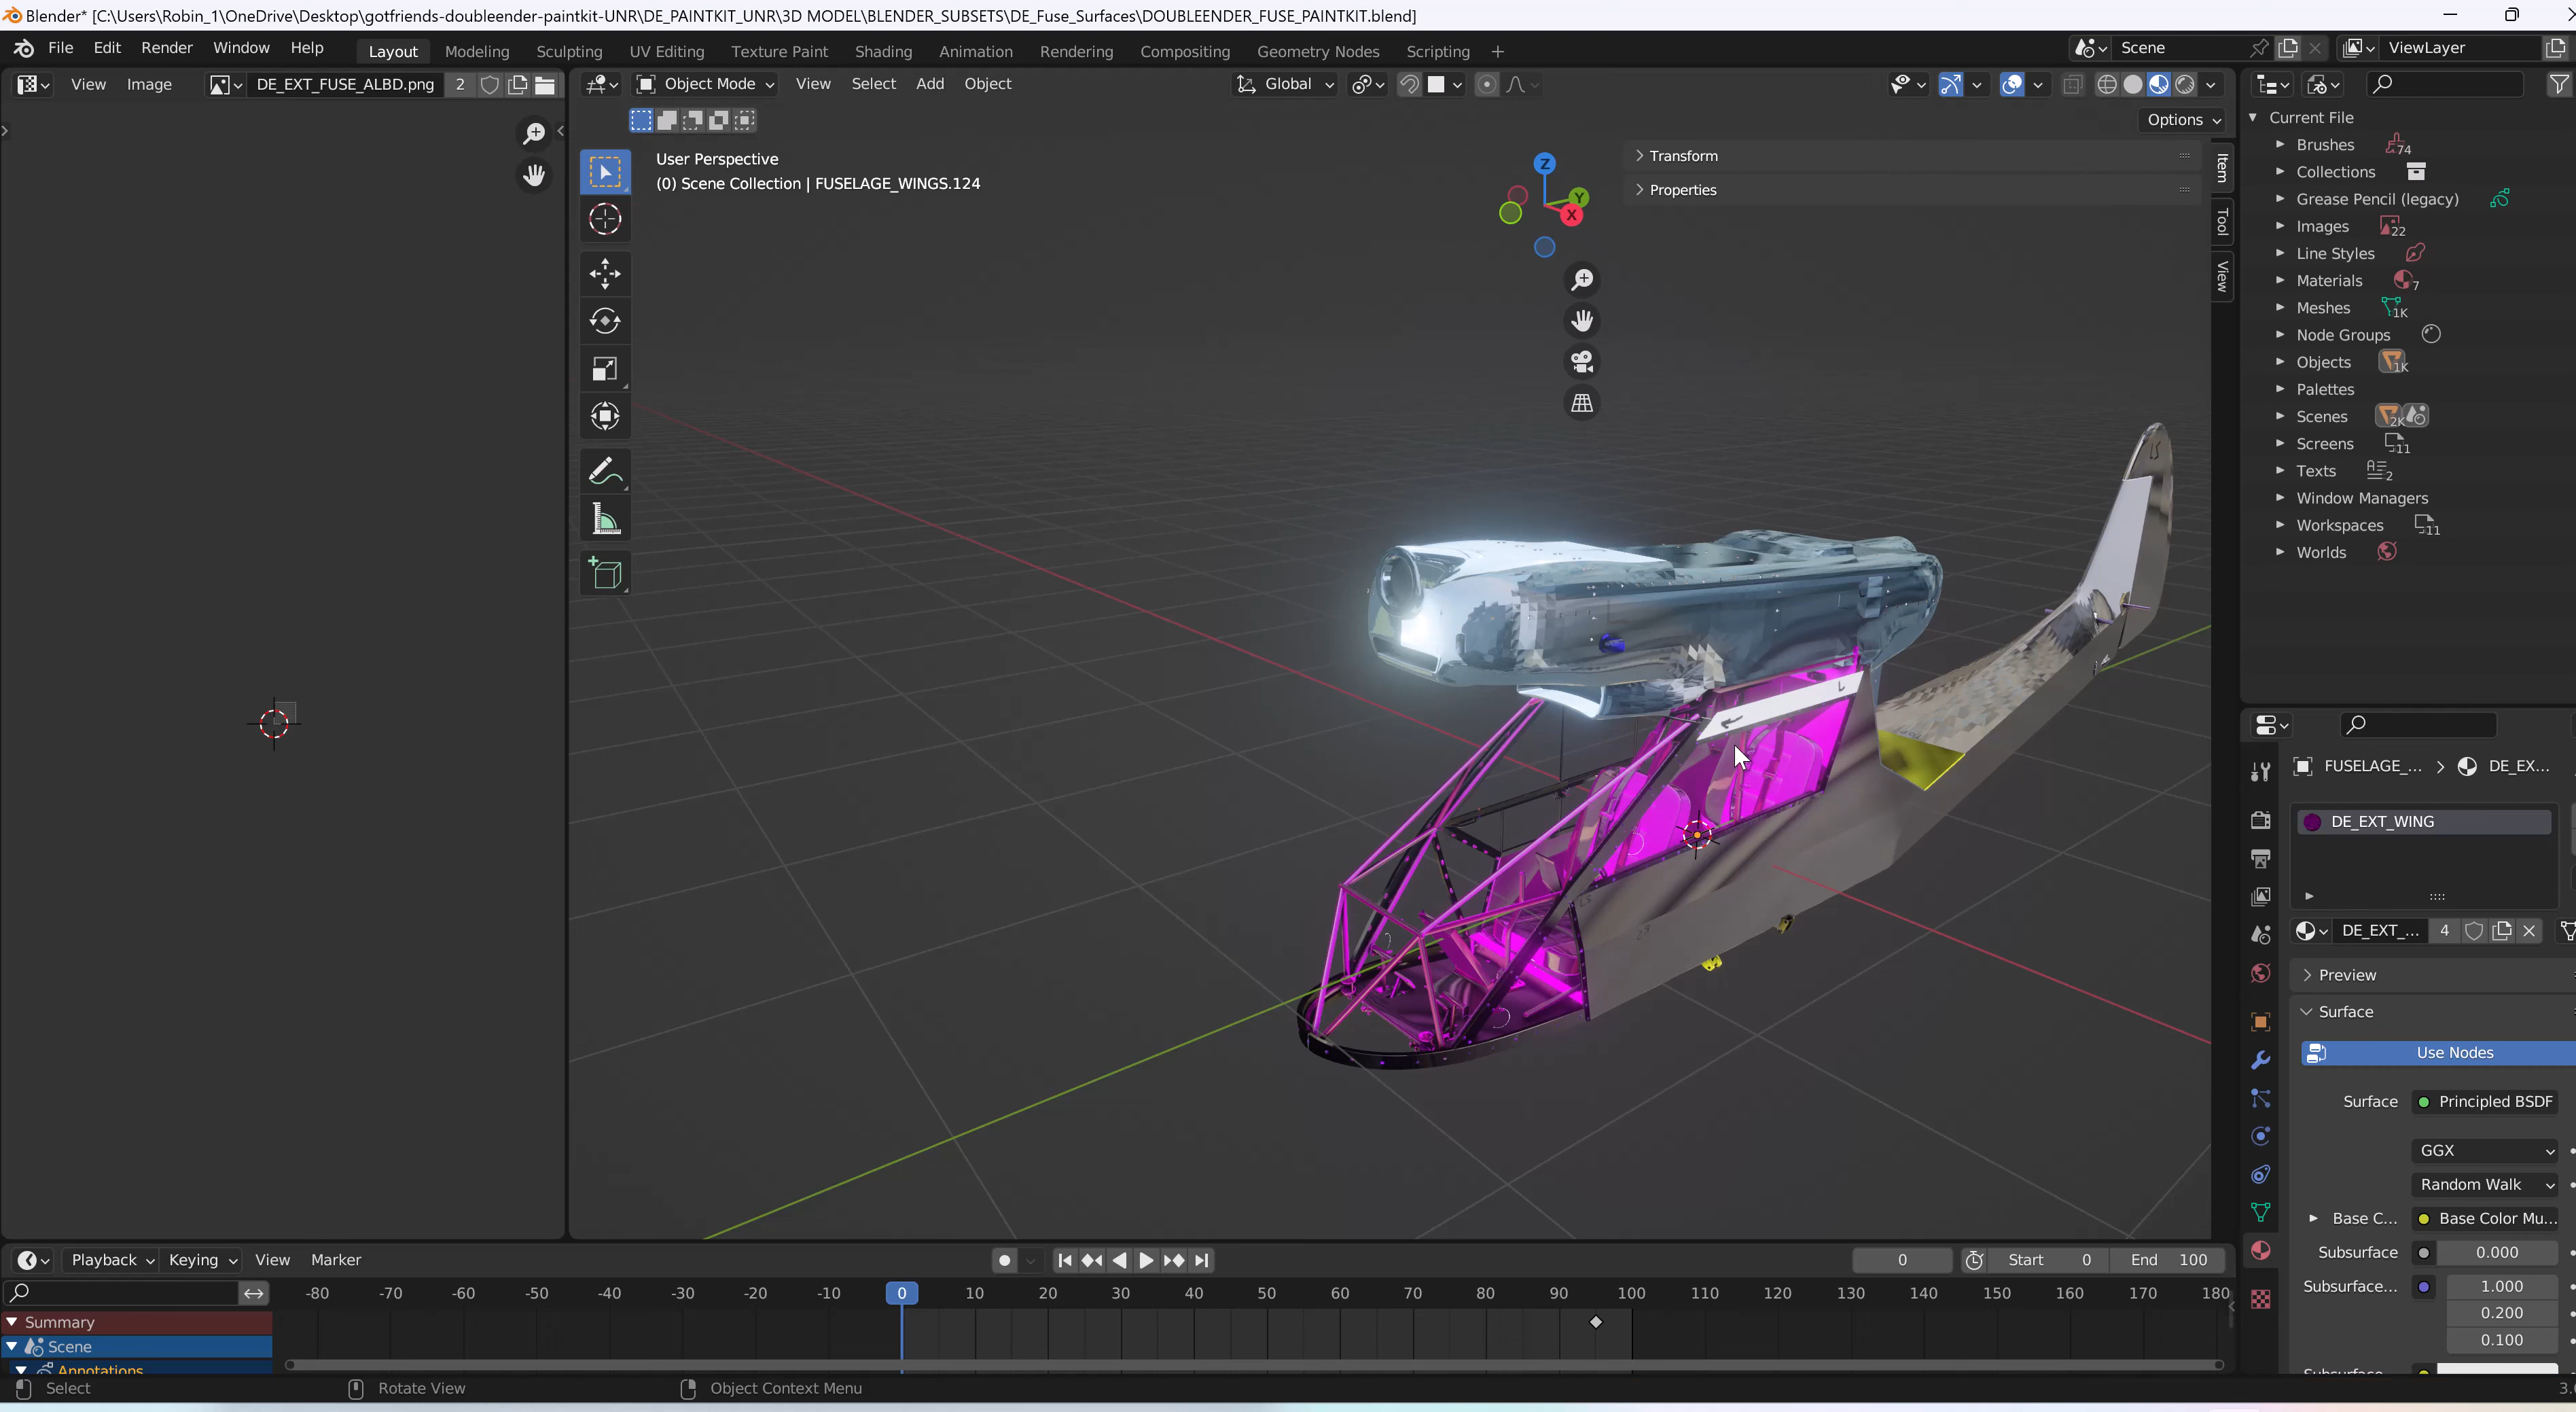 Blender* [C:\Users\Robin_1\OneDrive\Desktop\gotfriends-doubleender-paintkit-UNR\DE_PAINTKIT_UNR\3D MODEL\BLENDER_SUBSETS\DE_Fuse_Surfaces\DOUBLEENDER_FUSE_PAINTKIT.blend]
File Edit Render Window Help Layout Modeling Sculpting UV Editing Texture Paint Shading Animation Rendering Compositing Geometry Nodes Scripting + Scene ViewLayer
View Image DE_EXT_FUSE_ALBD.png 2 Object Mode View Select Add Object Global
Options
User Perspective
(0) Scene Collection | FUSELAGE_WINGS.124
Transform
Properties
Item
Tool
View
Z
Y
X
Current File
Brushes 74
Collections
Grease Pencil (legacy)
Images 22
Line Styles
Materials 7
Meshes 1K
Node Groups
Objects 1K
Palettes
Scenes 2K
Screens 11
Texts 2
Window Managers
Workspaces 11
Worlds
FUSELAGE_... DE_EX...
DE_EXT_WING
DE_EXT_... 4
Preview
Surface
Use Nodes
Surface Principled BSDF
GGX
Random Walk
Base C... Base Color Mu...
Subsurface 0.000
Subsurface... 1.000
0.200
0.100
Playback Keying View Marker 0 Start 0 End 100
-80 -70 -60 -50 -40 -30 -20 -10 0 10 20 30 40 50 60 70 80 90 100 110 120 130 140 150 160 170 180
Summary
Scene
Annotations
Select Rotate View Object Context Menu